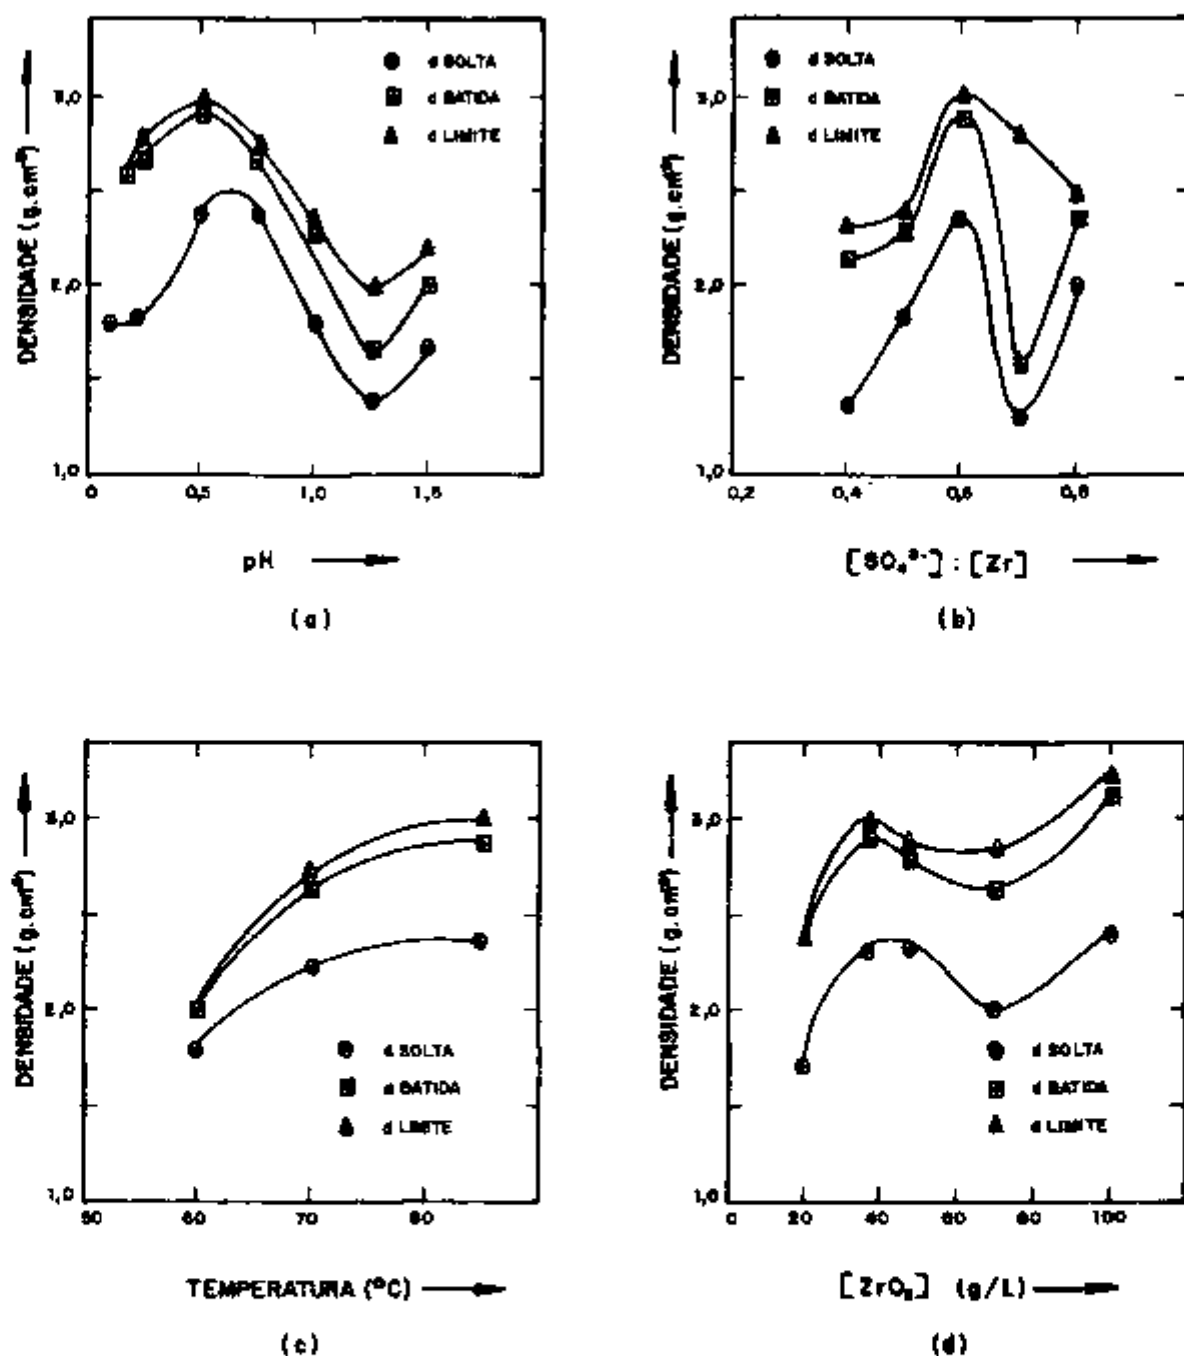 DENSIDADE (g.cm³)
3,0
2,0
1,0
d SOLTA
d BATIDA
d LIMITE
0 0,5 1,0 1,5
pH
(a)
DENSIDADE (g.cm³)
3,0
2,0
1,0
d SOLTA
d BATIDA
d LIMITE
0,2 0,4 0,6 0,8
[SO₄²⁻] : [Zr]
(b)
DENSIDADE (g.cm³)
3,0
2,0
1,0
d SOLTA
d BATIDA
d LIMITE
50 60 70 80
TEMPERATURA (°C)
(c)
DENSIDADE (g.cm³)
3,0
2,0
1,0
d SOLTA
d BATIDA
d LIMITE
0 20 40 60 80 100
[ZrO₂] (g/L)
(d)